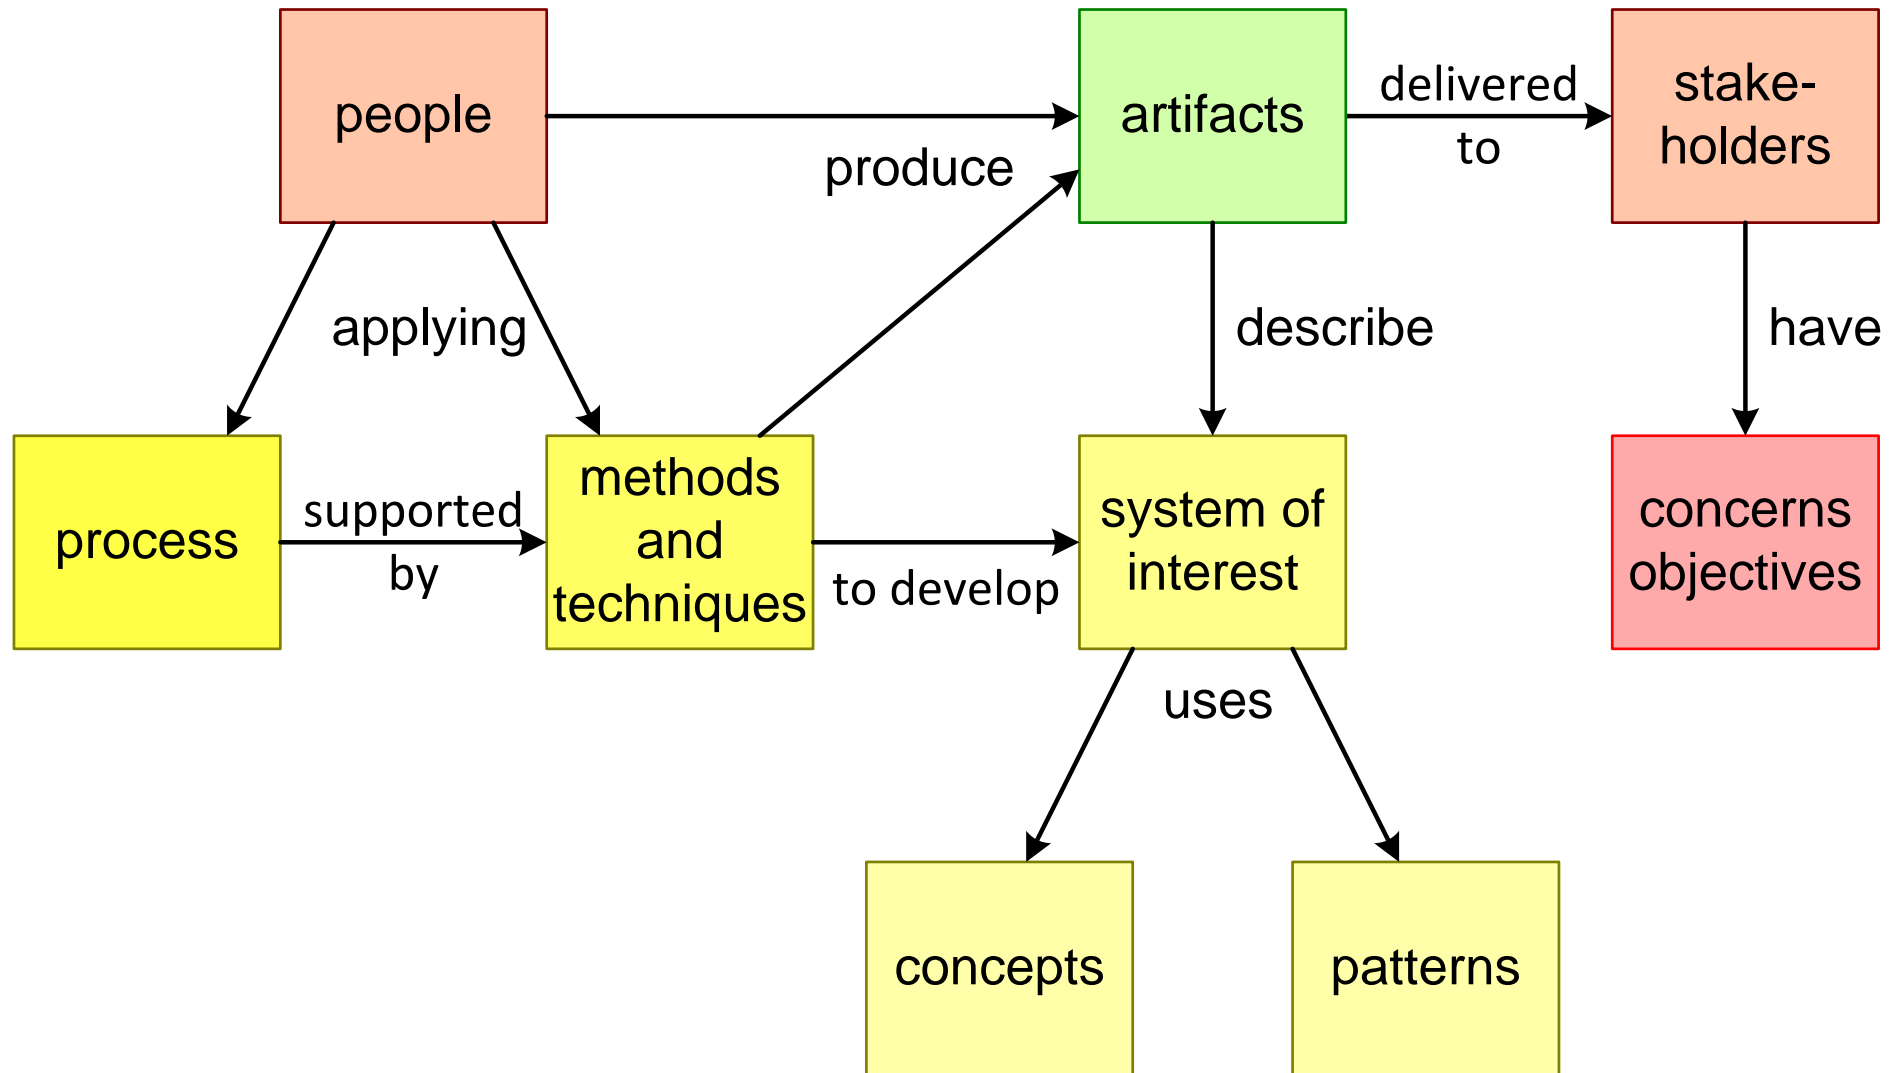 people
artifacts
delivered
to
stake-
holders
produce
applying
describe
have
process
supported
by
methods
and
techniques
to develop
system of
interest
concerns
objectives
uses
concepts
patterns